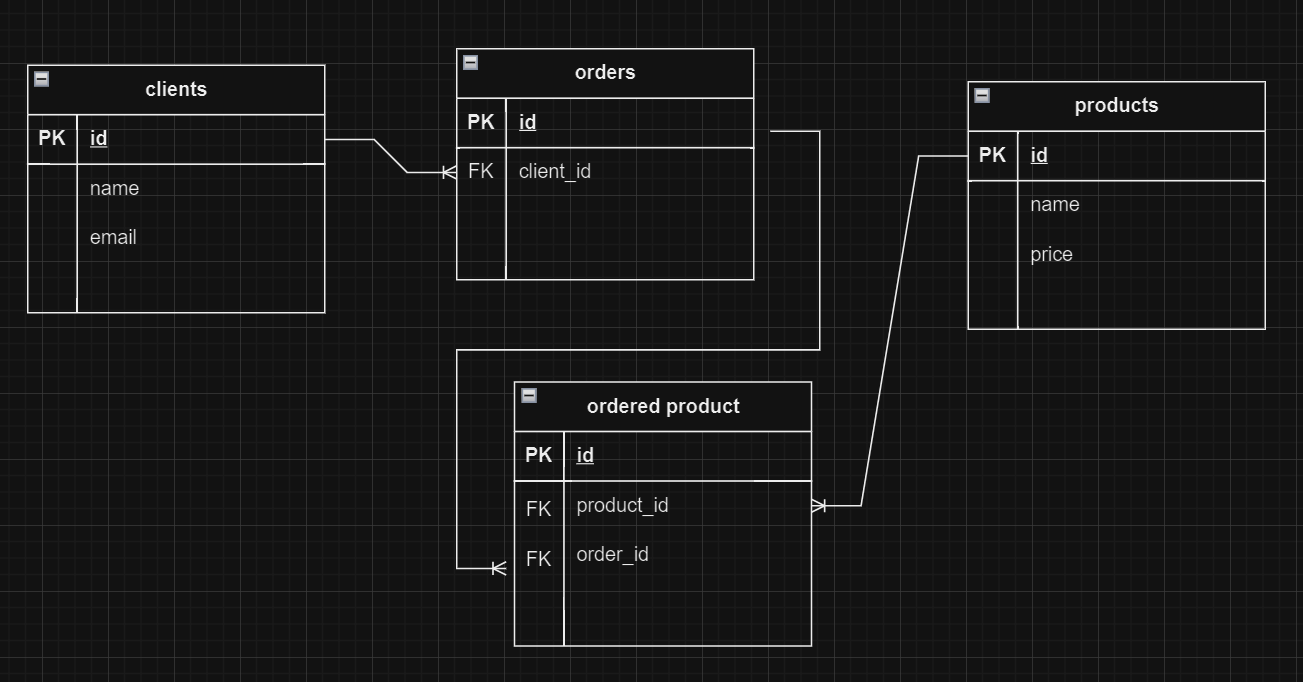 clients
PK id
name
email
orders
PK id
FK client_id
products
PK id
name
price
ordered product
PK id
FK product_id
FK order_id